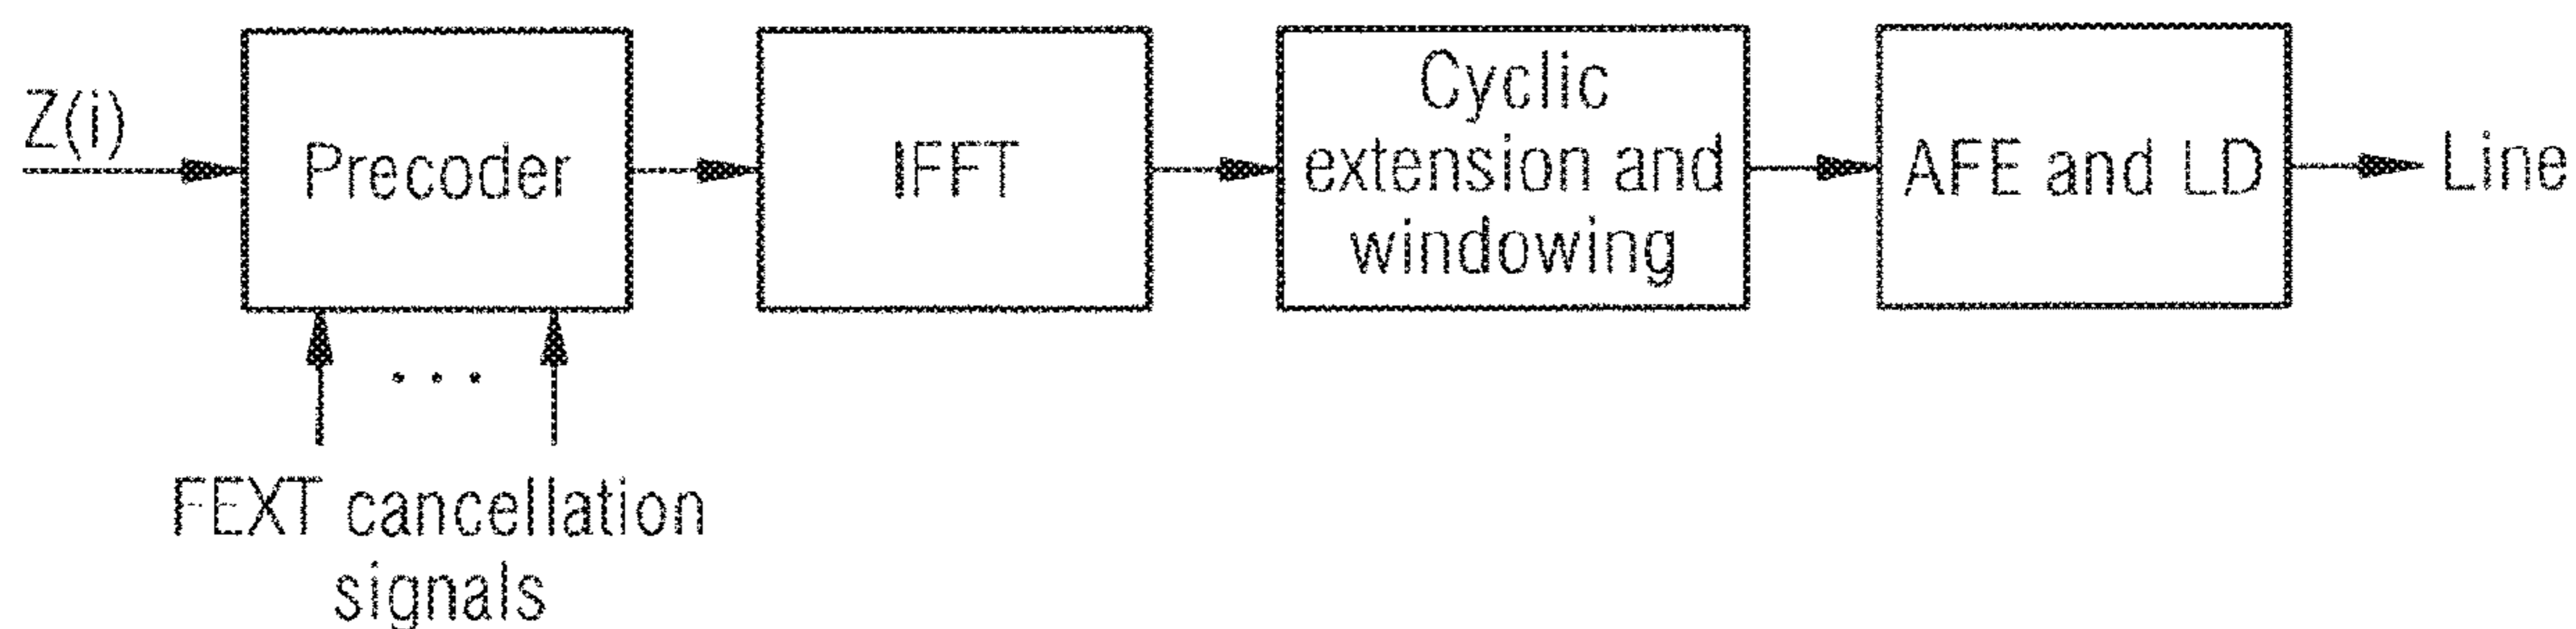 Z(i)
Precoder
IFFT
Cyclic
extension and
windowing
AFE and LD
Line
. . .
FEXT cancellation
signals